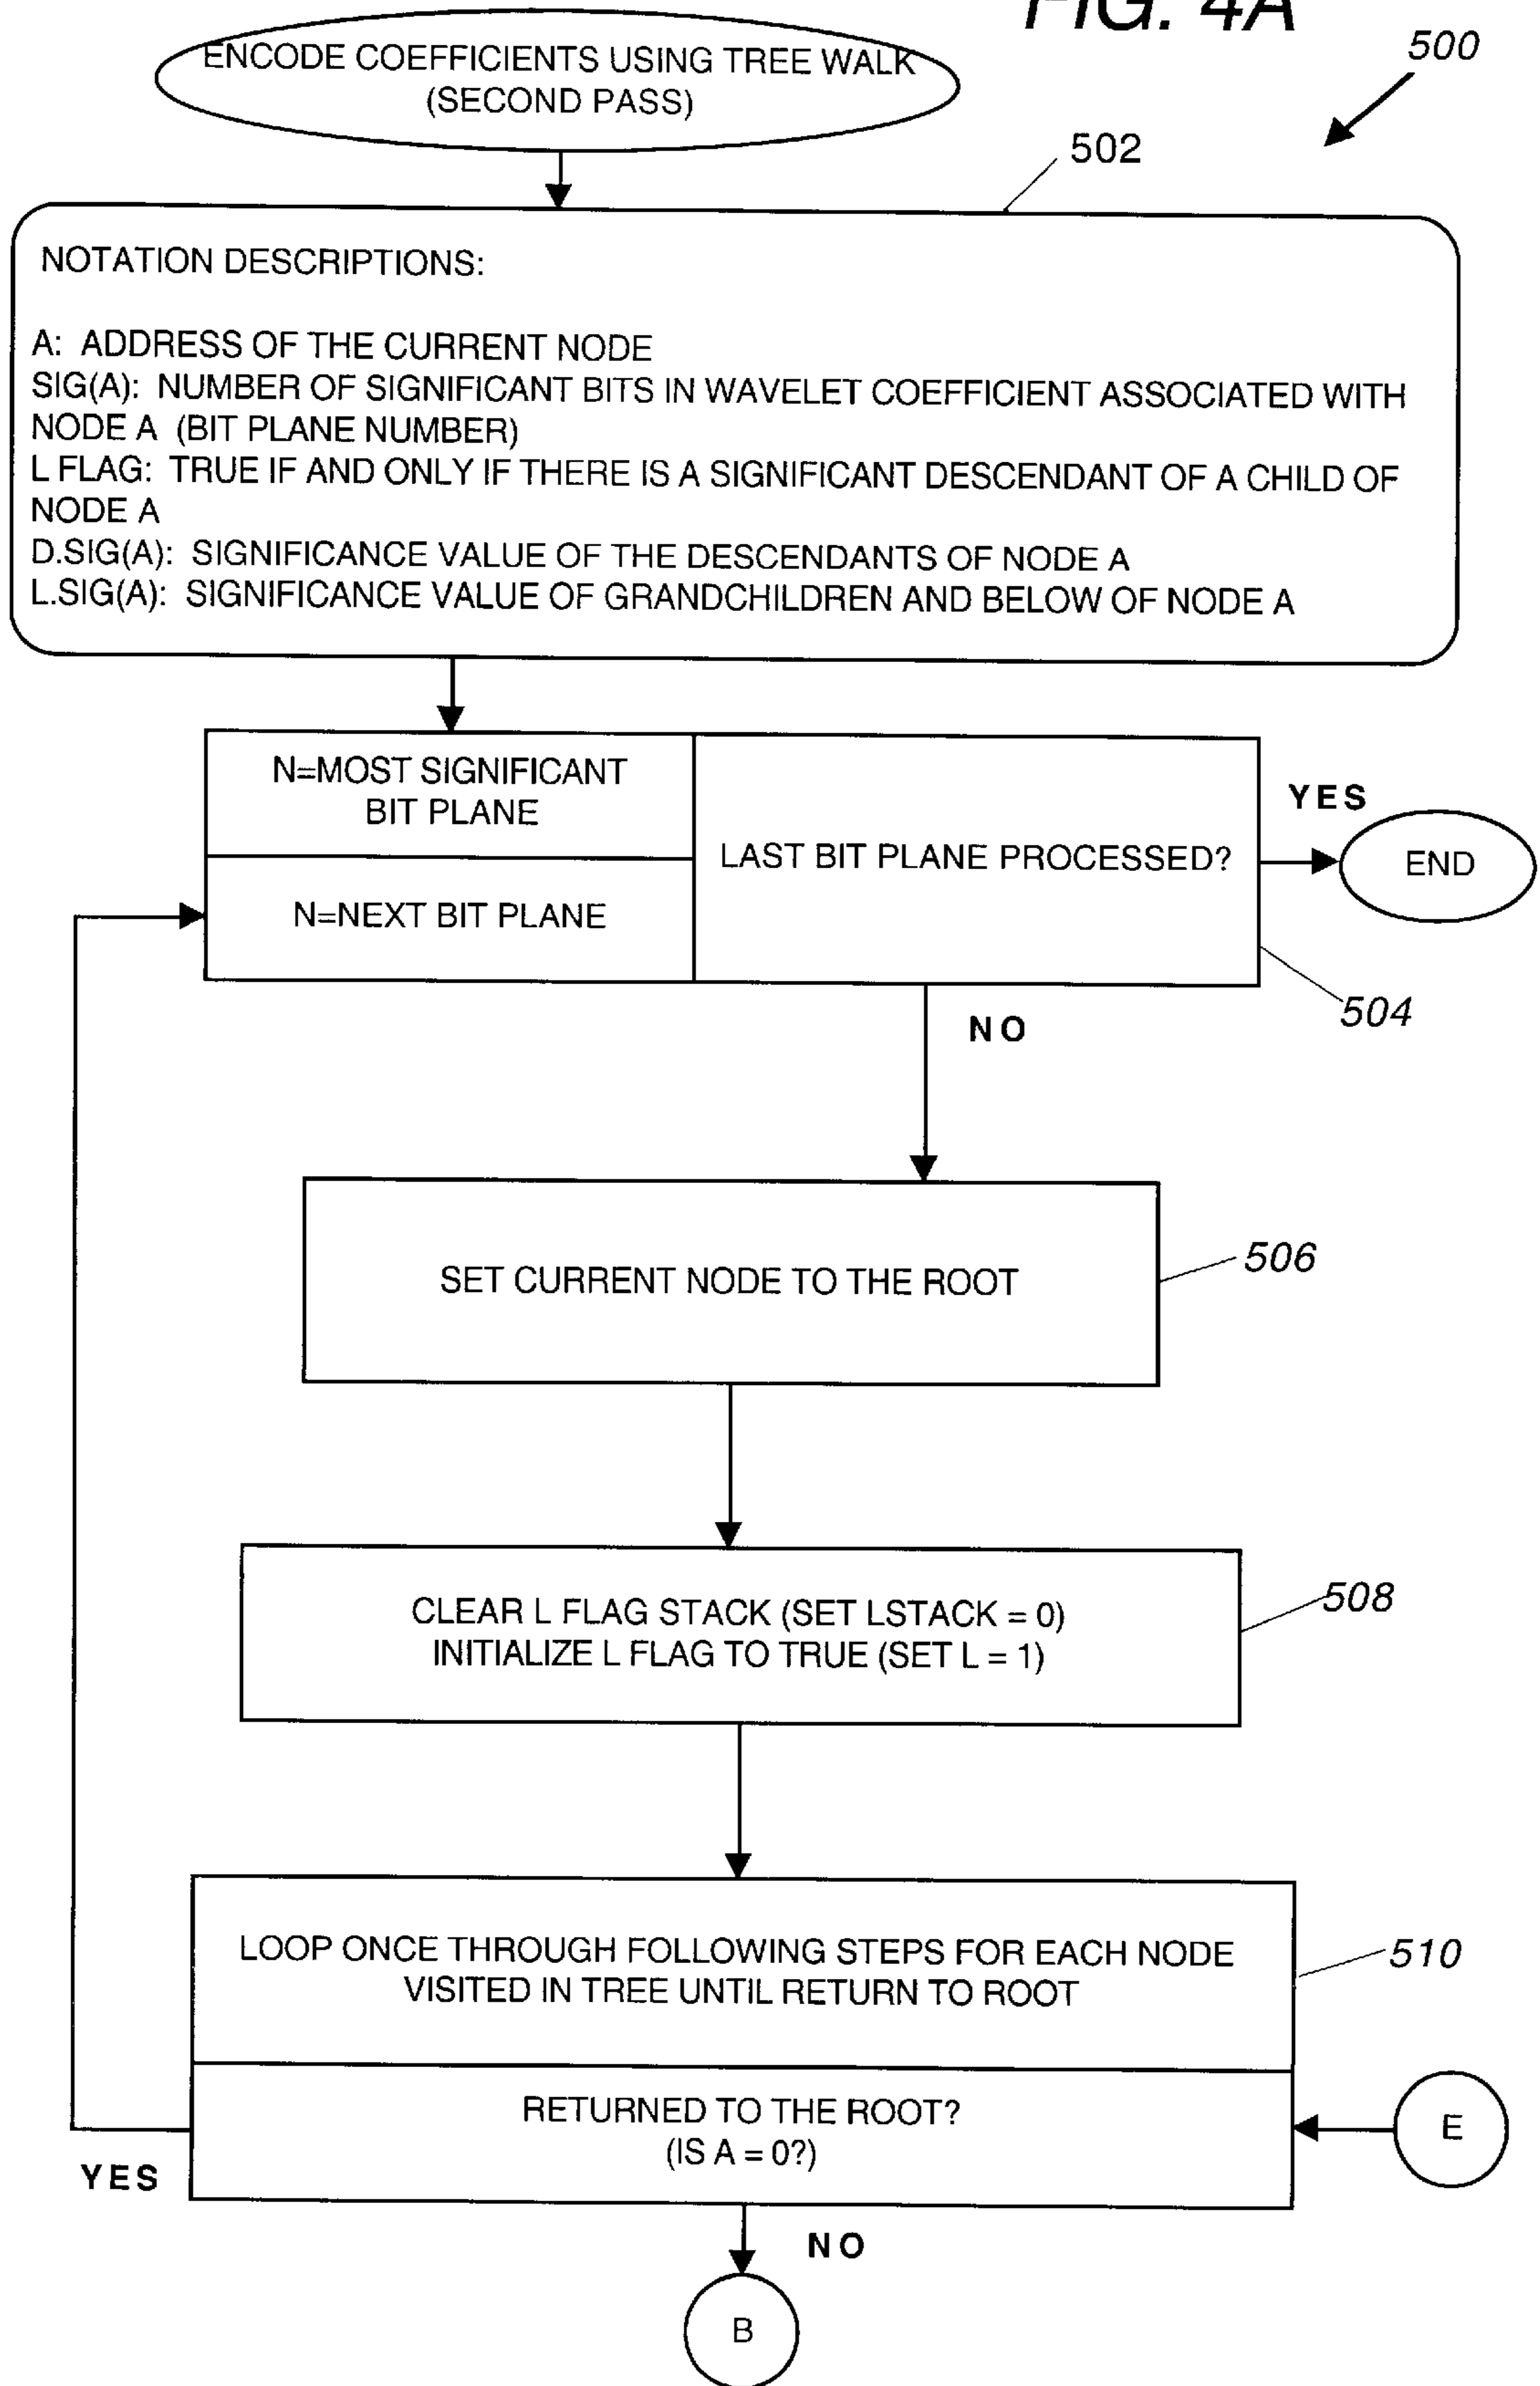 FIG. 4A
500
ENCODE COEFFICIENTS USING TREE WALK
(SECOND PASS)
502
NOTATION DESCRIPTIONS:
A: ADDRESS OF THE CURRENT NODE
SIG(A): NUMBER OF SIGNIFICANT BITS IN WAVELET COEFFICIENT ASSOCIATED WITH
NODE A (BIT PLANE NUMBER)
L FLAG: TRUE IF AND ONLY IF THERE IS A SIGNIFICANT DESCENDANT OF A CHILD OF
NODE A
D.SIG(A): SIGNIFICANCE VALUE OF THE DESCENDANTS OF NODE A
L.SIG(A): SIGNIFICANCE VALUE OF GRANDCHILDREN AND BELOW OF NODE A
N=MOST SIGNIFICANT
BIT PLANE
N=NEXT BIT PLANE
LAST BIT PLANE PROCESSED?
YES
END
504
NO
SET CURRENT NODE TO THE ROOT
506
CLEAR L FLAG STACK (SET LSTACK = 0)
INITIALIZE L FLAG TO TRUE (SET L = 1)
508
LOOP ONCE THROUGH FOLLOWING STEPS FOR EACH NODE
VISITED IN TREE UNTIL RETURN TO ROOT
510
RETURNED TO THE ROOT?
(IS A = 0?)
E
YES
NO
B